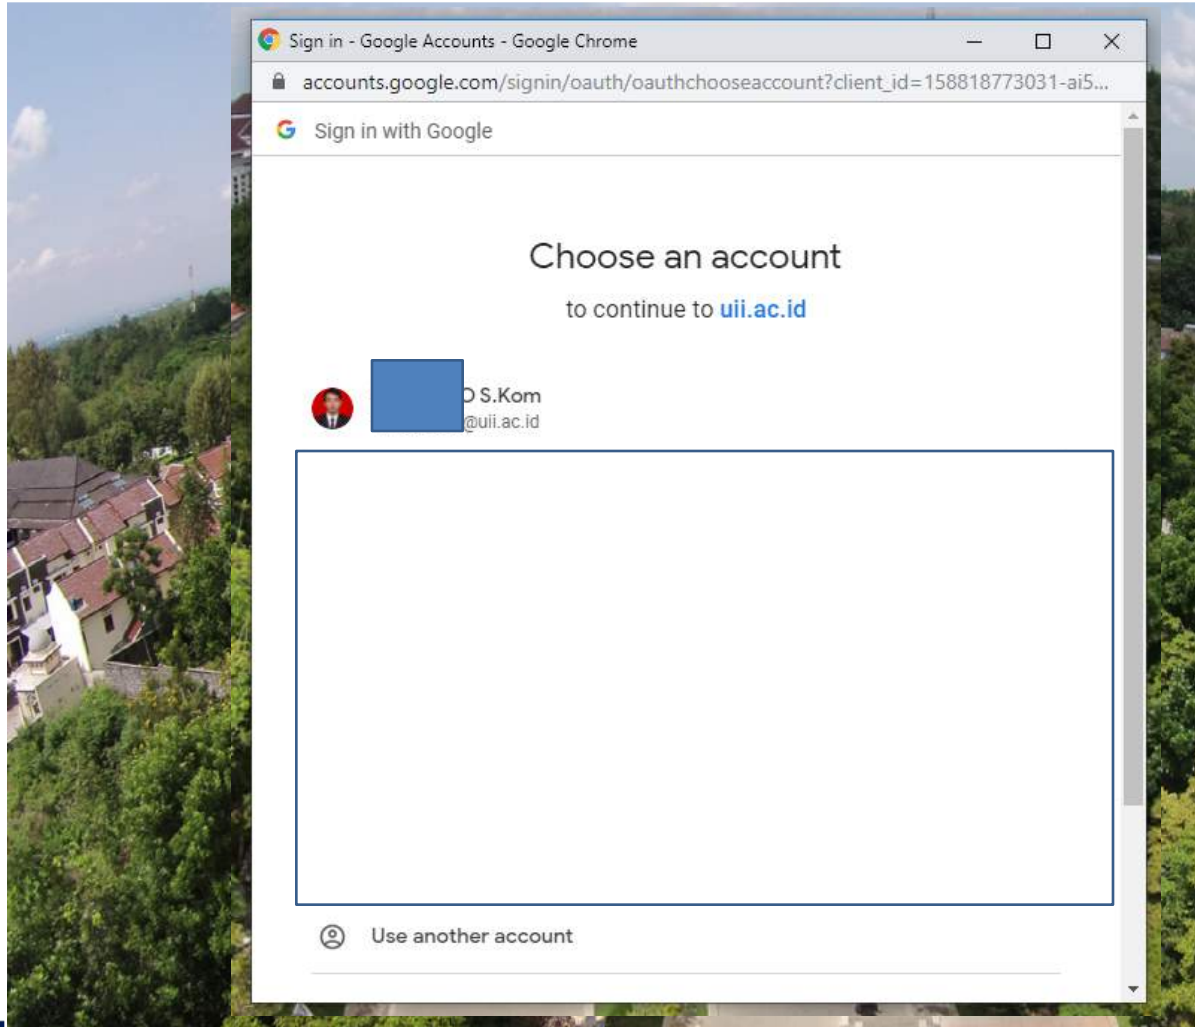 Sign in - Google Accounts - Google Chrome
accounts.google.com/signin/oauth/oauthchooseaccount?client_id=158818773031-ai5...
Sign in with Google
Choose an account
to continue to uii.ac.id
O S.Kom
@uii.ac.id
Use another account